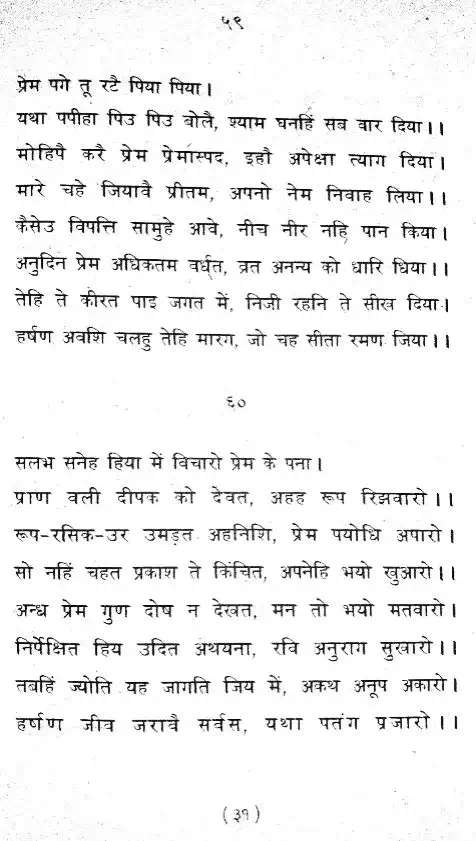 ५९
प्रेम पगे तू रटै पिया पिया।
यथा पपीहा पिउ पिउ बोलै, श्याम घनहिं सब वार दिया।।
मोहिपै करै प्रेम प्रेमास्पद, इहौ अपेक्षा त्याग दिया।
मारे चहे जियावै प्रीतम, अपनो नेम निवाह लिया।।
कैसेउ विपत्ति सामुहे आवे, नीच नीर नहि पान किया।
अनुदिन प्रेम अधिकतम वर्धत, व्रत अनन्य को धारि धिया।।
तेहि ते कीरत पाइ जगत में, निजी रहनि ते सीख दिया।
हर्षण अवशि चलहु तेहि मारग, जो चह सीता रमण जिया।।
६०
सलभ सनेह हिया में विचारो प्रेम के पना।
प्राण वली दीपक को देवत, अहह रूप रिझवारो।।
रूप-रसिक-उर उमड़त अहनिशि, प्रेम पयोधि अपारो।
सो नहिं चहत प्रकाश ते किंचित, अपनेहि भयो खुआरो।।
अन्ध प्रेम गुण दोष न देखत, मन तो भयो मतवारो।
निर्पेक्षित हिय उदित अथयना, रवि अनुराग सुखारो।।
तबहिं ज्योति यह जागति जिय में, अकथ अनूप अकारो।
हर्षण जीव जरावै सर्वस, यथा पतंग प्रजारो।।
(३१)